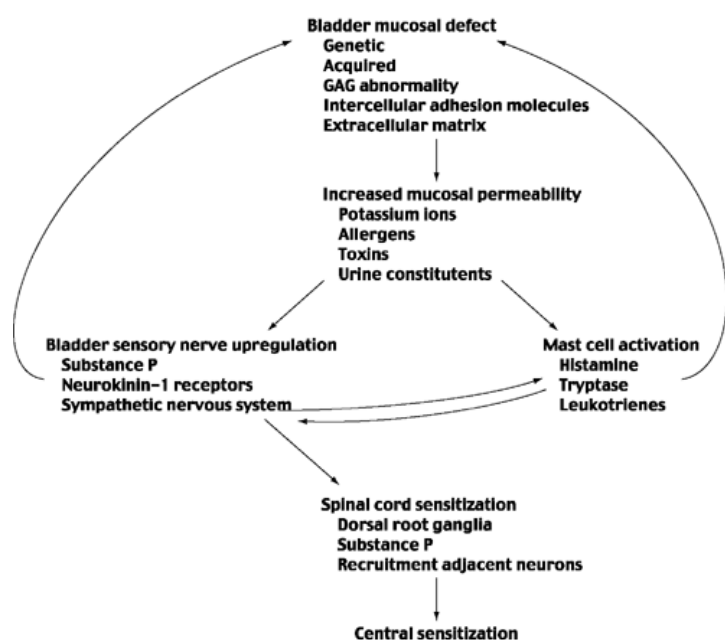 Bladder mucosal defect
Genetic
Acquired
GAG abnormality
Intercellular adhesion molecules
Extracellular matrix
Increased mucosal permeability
Potassium ions
Allergens
Toxins
Urine constitutents
Bladder sensory nerve upregulation
Substance P
Neurokinin-1 receptors
Sympathetic nervous system
Mast cell activation
Histamine
Tryptase
Leukotrienes
Spinal cord sensitization
Dorsal root ganglia
Substance P
Recruitment adjacent neurons
Central sensitization